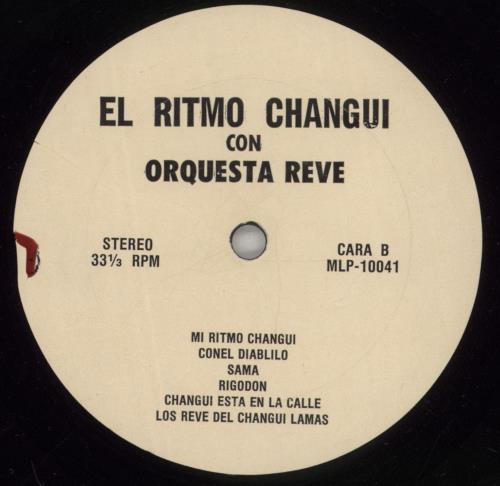 EL RITMO CHANGUI
CON
ORQUESTA REVE
STEREO
33⅓ RPM
CARA B
MLP-10041
MI RITMO CHANGUI
CONEL DIABLILO
SAMA
RIGODON
CHANGUI ESTA EN LA CALLE
LOS REVE DEL CHANGUI LAMAS